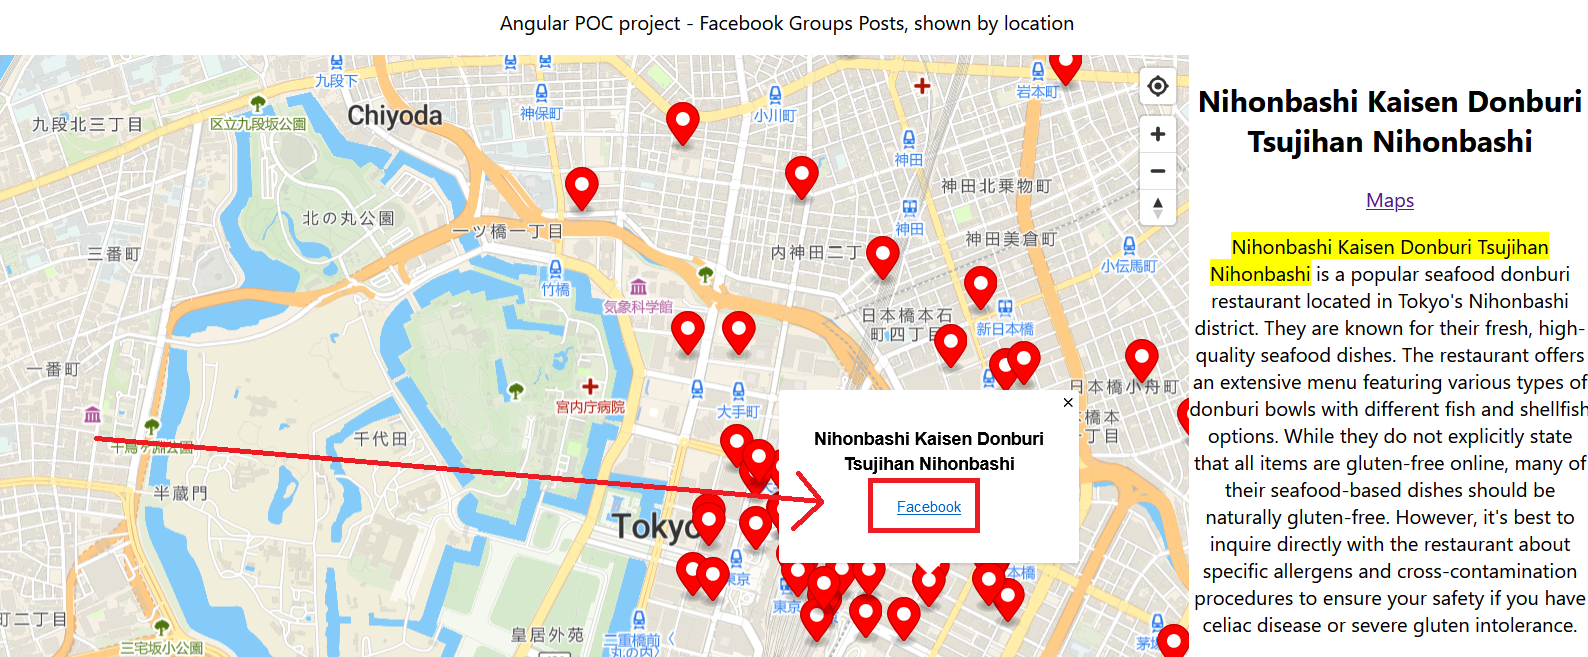 Angular POC project - Facebook Groups Posts, shown by location
九段下
神保町
小川町
岩本町
Chiyoda
九段北三丁目
区立九段坂公園
神田
神田北乗物町
北の丸公園
一ツ橋一丁目
神田
神田美倉町
三番町
内神田二丁
小伝馬町
竹橋
気象科学館
日本橋本石
町四丁目
新日本橋
一番町
宮内庁病院
大手町
日本橋小舟町
千代田
千鳥ヶ淵公園
半蔵門
Tokyo
東京
東京
日本橋
町二丁目
三宅坂小公園
皇居外苑
二重橋前
(丸の内)
×
Nihonbashi Kaisen Donburi
Tsujihan Nihonbashi
Facebook
Nihonbashi Kaisen Donburi
Tsujihan Nihonbashi
Maps
Nihonbashi Kaisen Donburi Tsujihan
Nihonbashi is a popular seafood donburi
restaurant located in Tokyo's Nihonbashi
district. They are known for their fresh, high-
quality seafood dishes. The restaurant offers
an extensive menu featuring various types of
donburi bowls with different fish and shellfish
options. While they do not explicitly state
that all items are gluten-free online, many of
their seafood-based dishes should be
naturally gluten-free. However, it's best to
inquire directly with the restaurant about
specific allergens and cross-contamination
procedures to ensure your safety if you have
celiac disease or severe gluten intolerance.